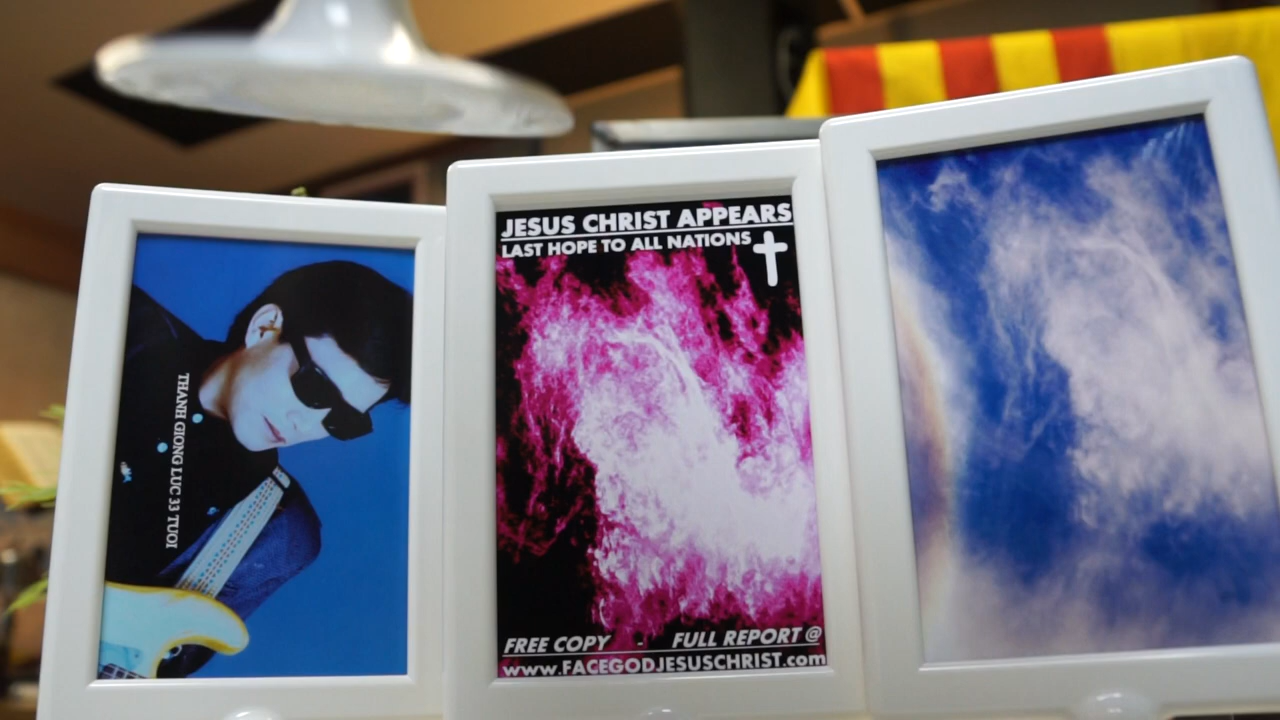 THANH GIONG LUC 33 TUOI
JESUS CHRIST APPEARS
LAST HOPE TO ALL NATIONS
FREE COPY - FULL REPORT @
www.FACEGODJESUSCHRIST.com